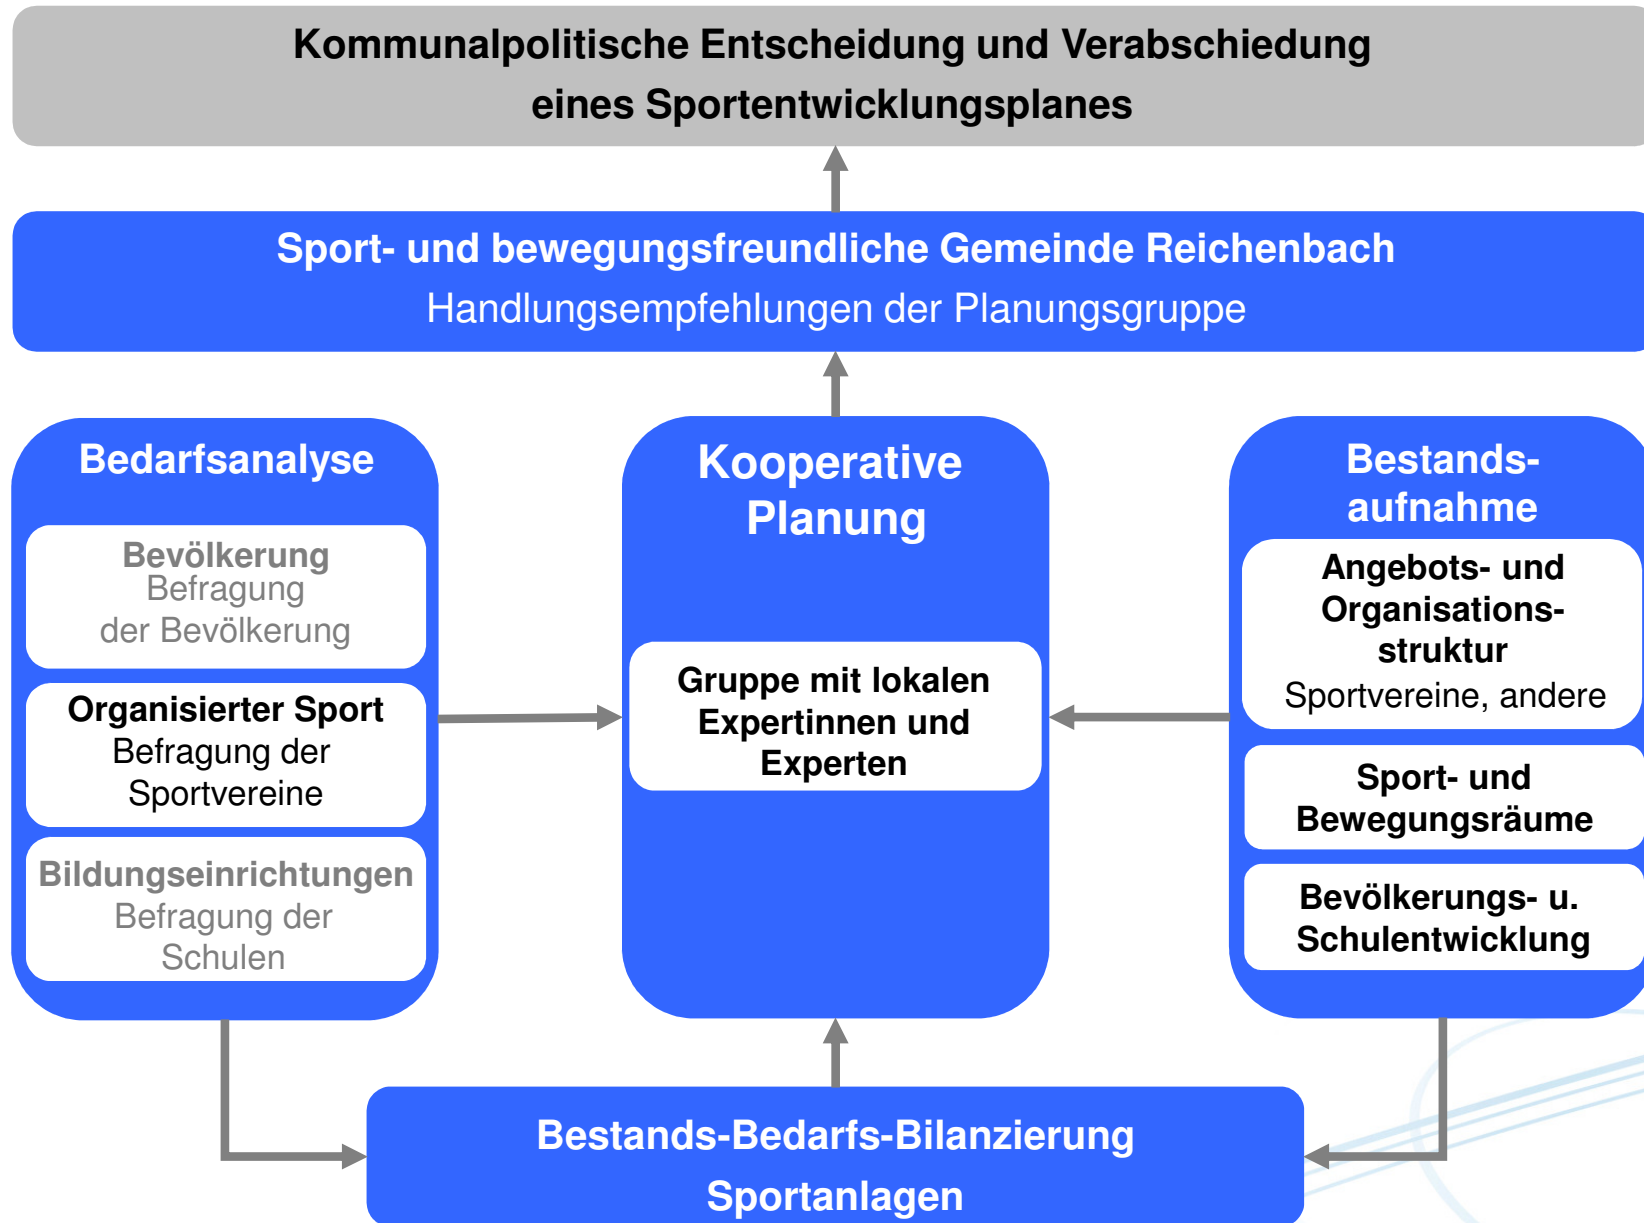 Kommunalpolitische Entscheidung und Verabschiedung
eines Sportentwicklungsplanes
Sport- und bewegungsfreundliche Gemeinde Reichenbach
Handlungsempfehlungen der Planungsgruppe
Bedarfsanalyse
Bevölkerung
Befragung
der Bevölkerung
Organisierter Sport
Befragung der
Sportvereine
Bildungseinrichtungen
Befragung der
Schulen
Kooperative
Planung
Gruppe mit lokalen
Expertinnen und
Experten
Bestands-
aufnahme
Angebots- und
Organisations-
struktur
Sportvereine, andere
Sport- und
Bewegungsräume
Bevölkerungs- u.
Schulentwicklung
Bestands-Bedarfs-Bilanzierung
Sportanlagen